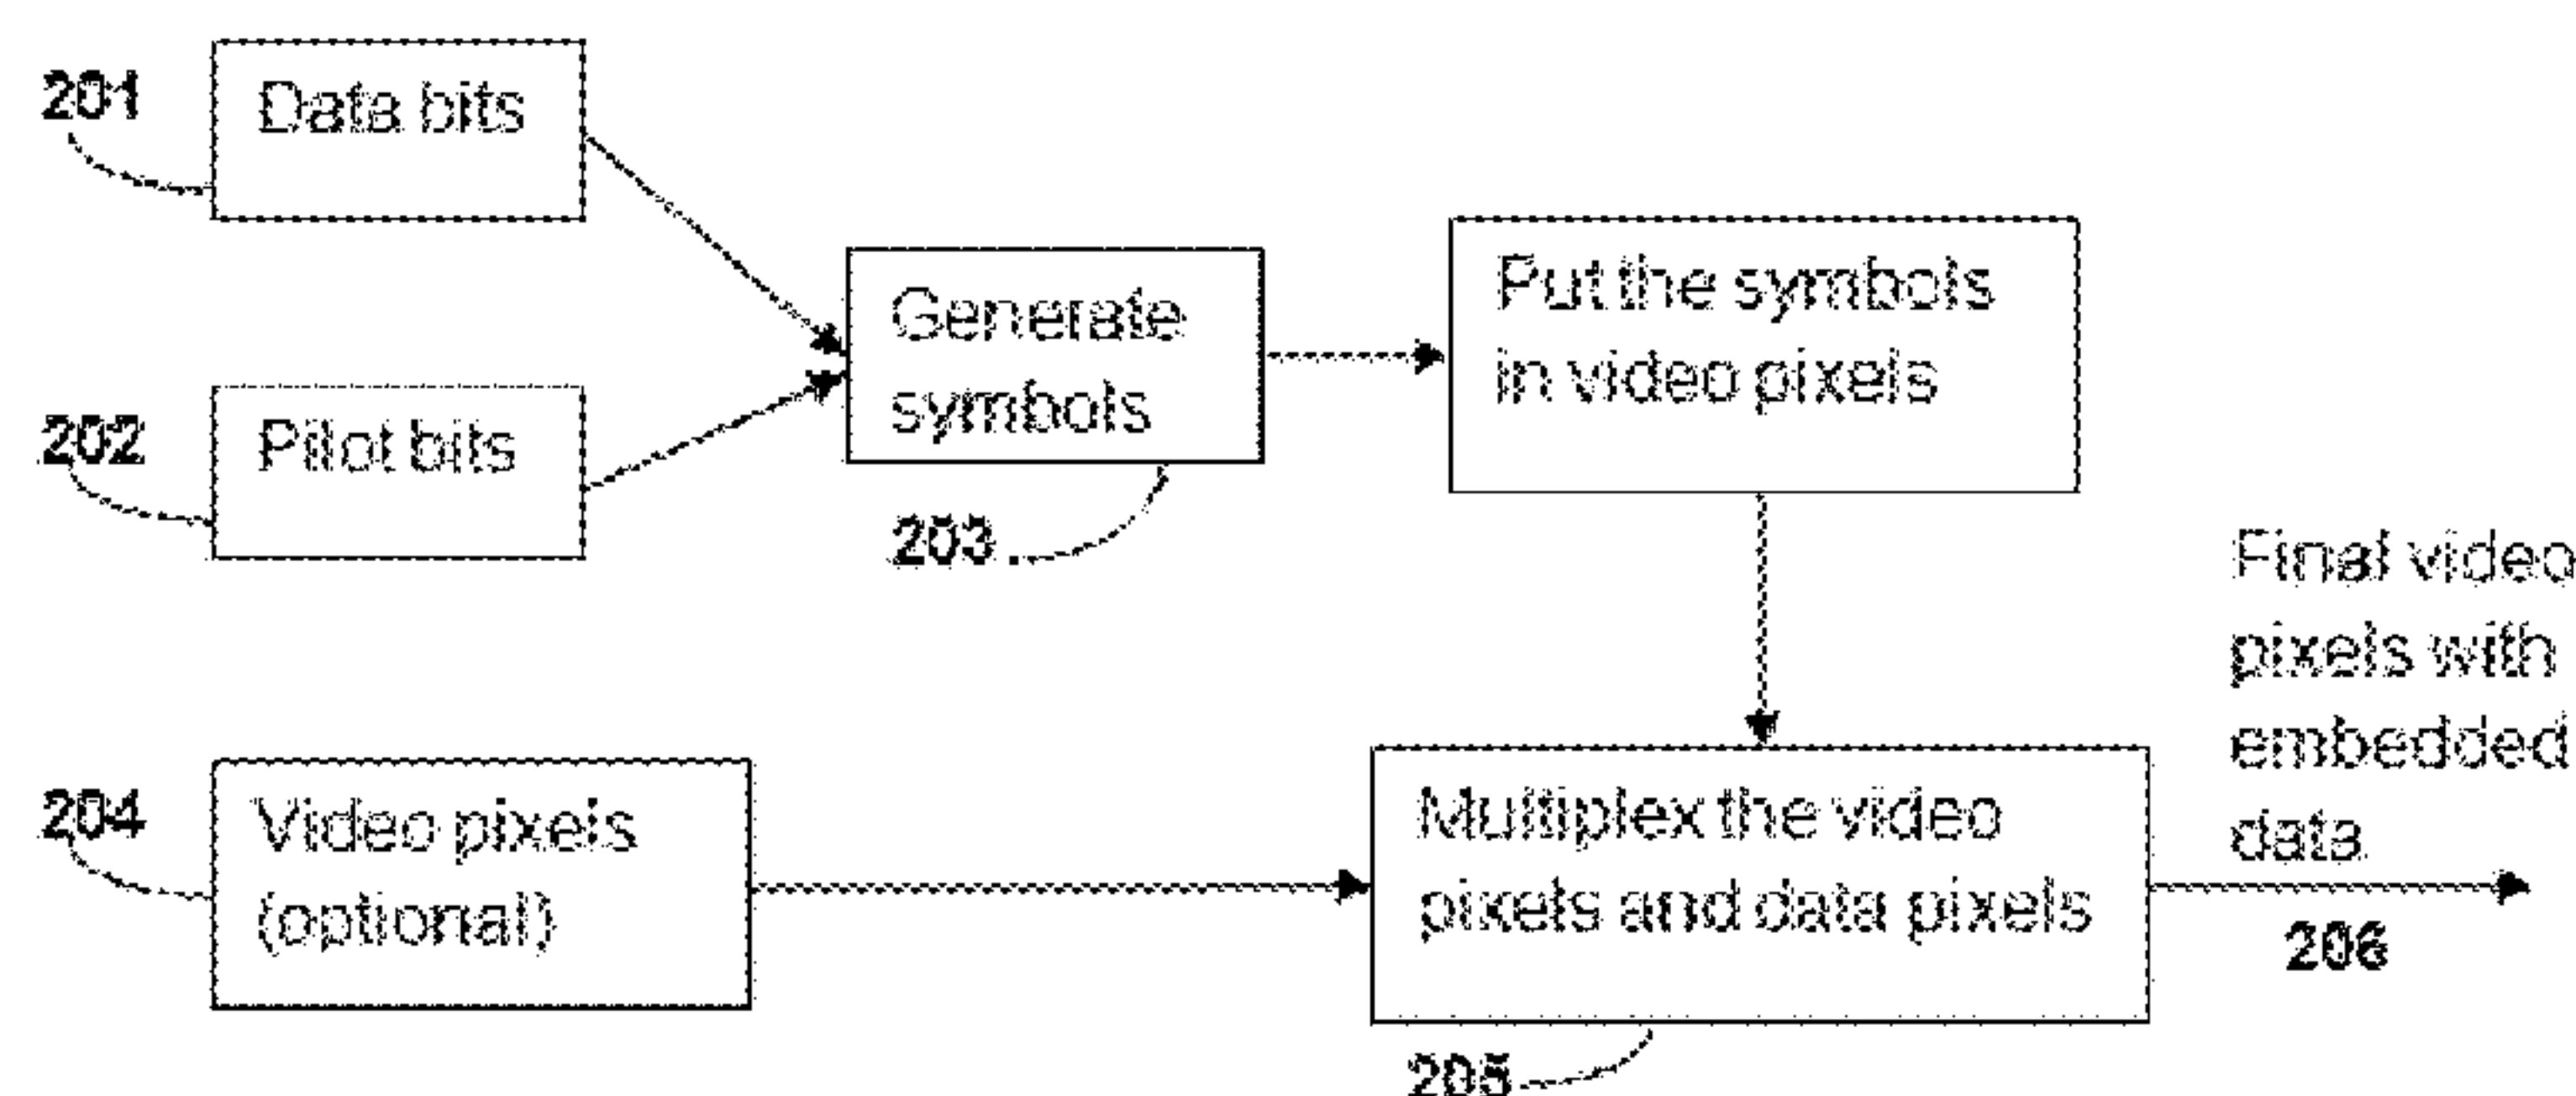 201
Data bits
202
Pilot bits
Generate
symbols
203
Put the symbols
in video pixels
204
Video pixels
(optional)
Multiplex the video
pixels and data pixels
205
Final video
pixels with
embedded
data
206